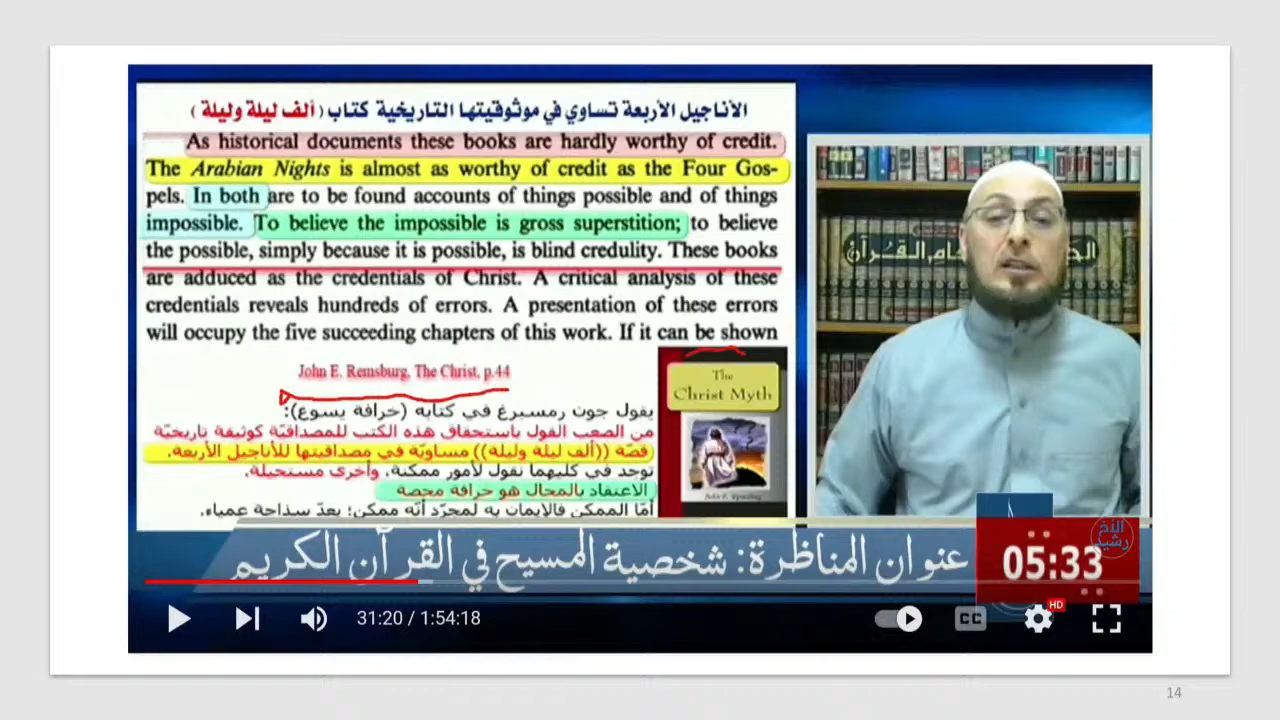 الأناجيل الأربعة تساوي في موثوقيتها التاريخية كتاب ( ألف ليلة وليلة )
As historical documents these books are hardly worthy of credit.
The Arabian Nights is almost as worthy of credit as the Four Gos-
pels. In both are to be found accounts of things possible and of things
impossible. To believe the impossible is gross superstition; to believe
the possible, simply because it is possible, is blind credulity. These books
are adduced as the credentials of Christ. A critical analysis of these
credentials reveals hundreds of errors. A presentation of these errors
will occupy the five succeeding chapters of this work. If it can be shown
John E. Remsburg, The Christ, p.44
يقول جون رمسبرغ في كتابه (خرافة يسوع):
من الصعب القول باستحقاق هذه الكتب للمصداقيّة كوثيقة تاريخيّة
قصّة ((ألف ليلة وليلة)) مساويّة في مصداقيتها للأناجيل الأربعة.
توجد في كليهما نقول لأمور ممكنة، وأخرى مستحيلة.
الاعتقاد بالمحال هو خرافة محضة
أمّا الممكن فالإيمان به لمجرّد أنّه ممكن؛ يعدّ سذاجة عمياء.
The
Christ Myth
John E. Remsburg
القرآن
عنوان المناظرة: شخصية المسيح في القرآن الكريم
الأخ
رشيد
05:33
31:20 / 1:54:18
CC
HD
14